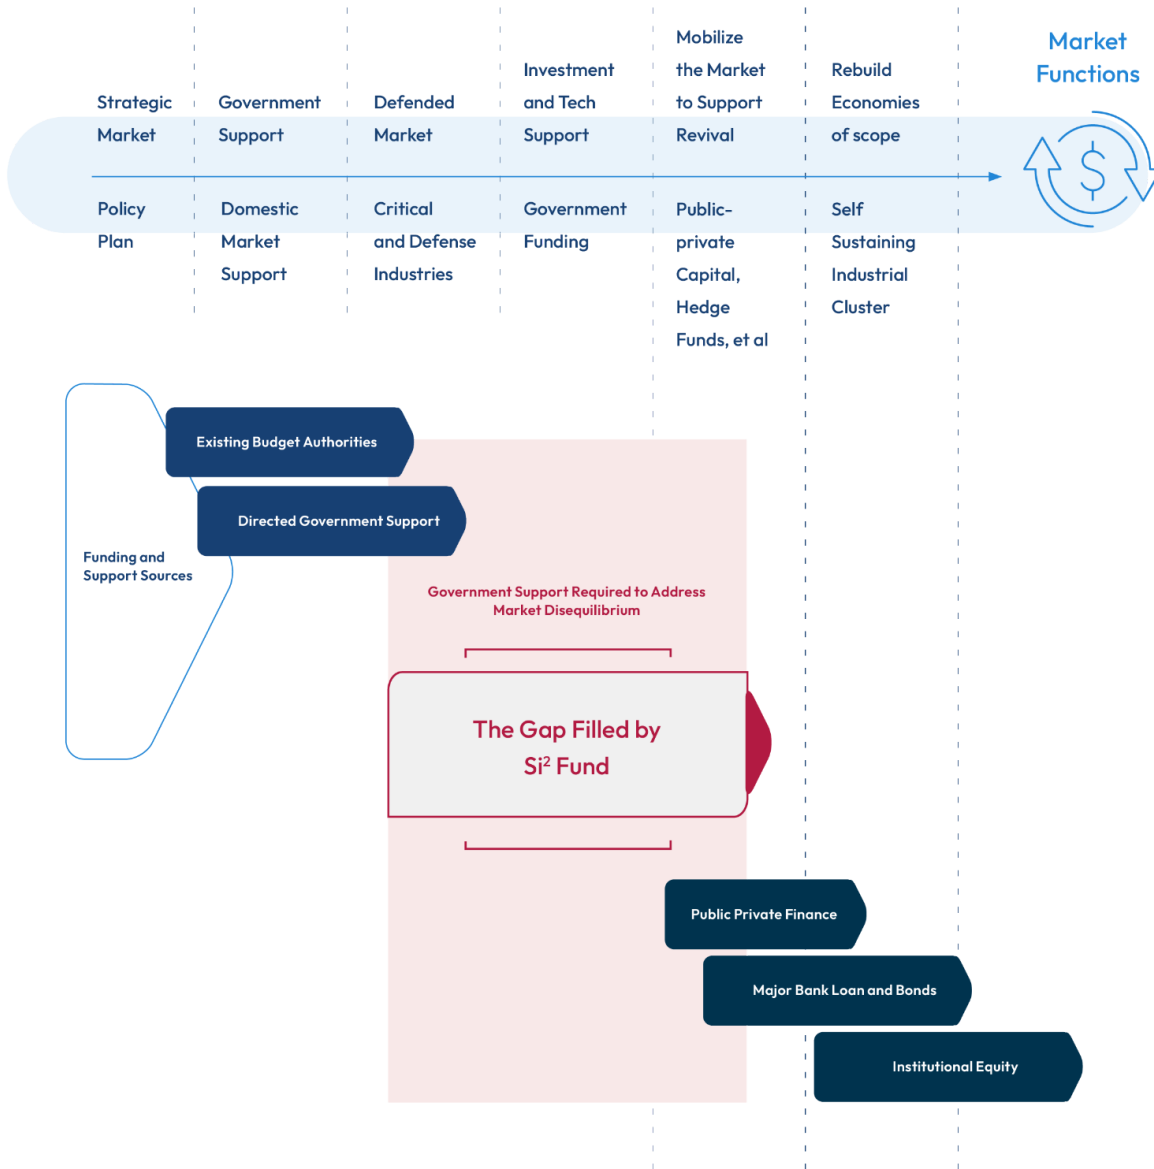 Strategic
Market
Government
Support
Defended
Market
Investment
and Tech
Support
Mobilize
the Market
to Support
Revival
Rebuild
Economies
of scope
Market
Functions
$
Policy
Plan
Domestic
Market
Support
Critical
and Defense
Industries
Government
Funding
Public-
private
Capital,
Hedge
Funds, et al
Self
Sustaining
Industrial
Cluster
Existing Budget Authorities
Directed Government Support
Funding and
Support Sources
Government Support Required to Address
Market Disequilibrium
The Gap Filled by
Si² Fund
Public Private Finance
Major Bank Loan and Bonds
Institutional Equity